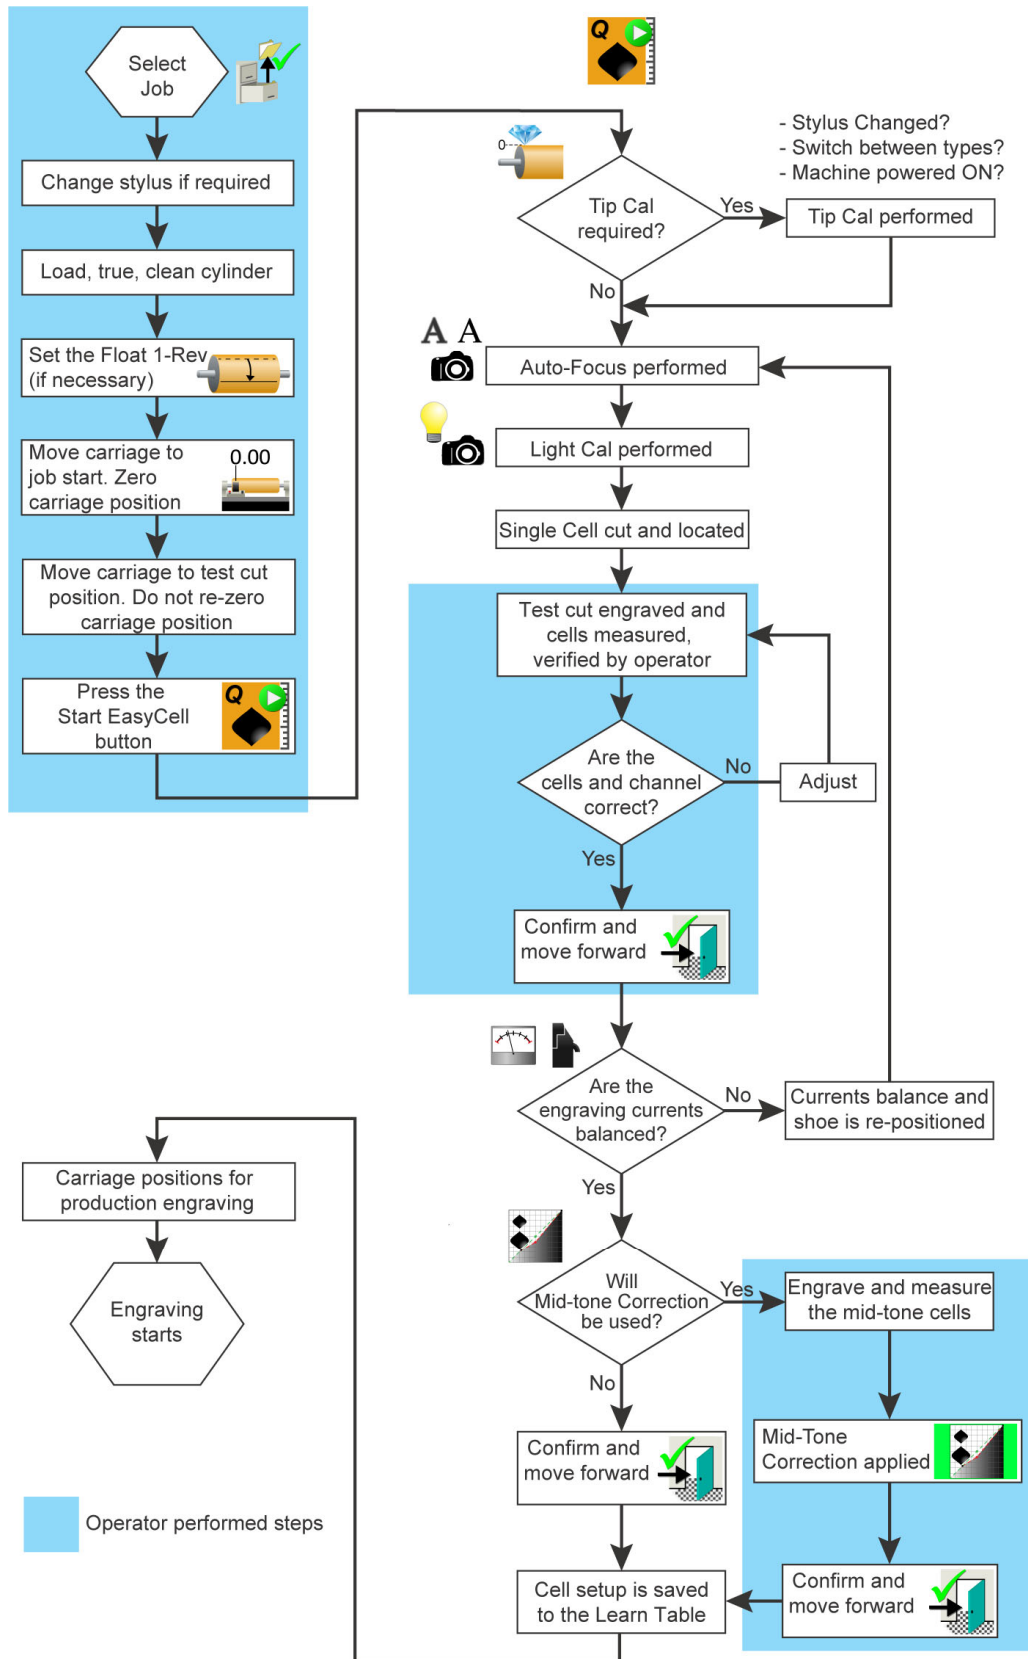 Select
Job
Change stylus if required
Load, true, clean cylinder
Set the Float 1-Rev
(if necessary)
Move carriage to
job start. Zero
carriage position
0.00
Move carriage to test cut
position. Do not re-zero
carriage position
Press the
Start EasyCell
button
Q
Q
0
- Stylus Changed?
- Switch between types?
- Machine powered ON?
Tip Cal
required?
Yes
Tip Cal performed
No
A A
Auto-Focus performed
Light Cal performed
Single Cell cut and located
Test cut engraved and
cells measured,
verified by operator
Are the
cells and channel
correct?
No
Adjust
Yes
Confirm and
move forward
Are the
engraving currents
balanced?
No
Currents balance and
shoe is re-positioned
Yes
Will
Mid-tone Correction
be used?
Yes
Engrave and measure
the mid-tone cells
No
Confirm and
move forward
Mid-Tone
Correction applied
Confirm and
move forward
Cell setup is saved
to the Learn Table
Carriage positions for
production engraving
Engraving
starts
Operator performed steps